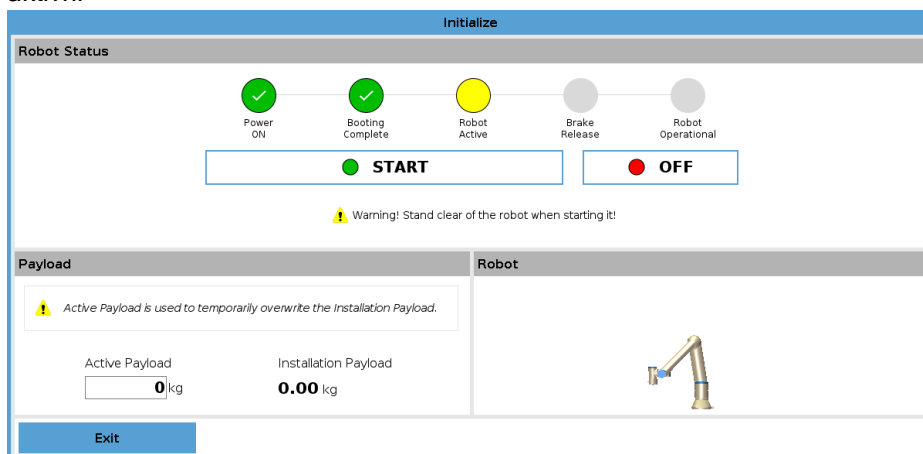 Initialize
Robot Status
Power
ON
Booting
Complete
Robot
Active
Brake
Release
Robot
Operational
START
OFF
Warning! Stand clear of the robot when starting it!
Payload
Robot
Active Payload is used to temporarily overwrite the Installation Payload.
Active Payload
Installation Payload
0 kg
0.00 kg
Exit